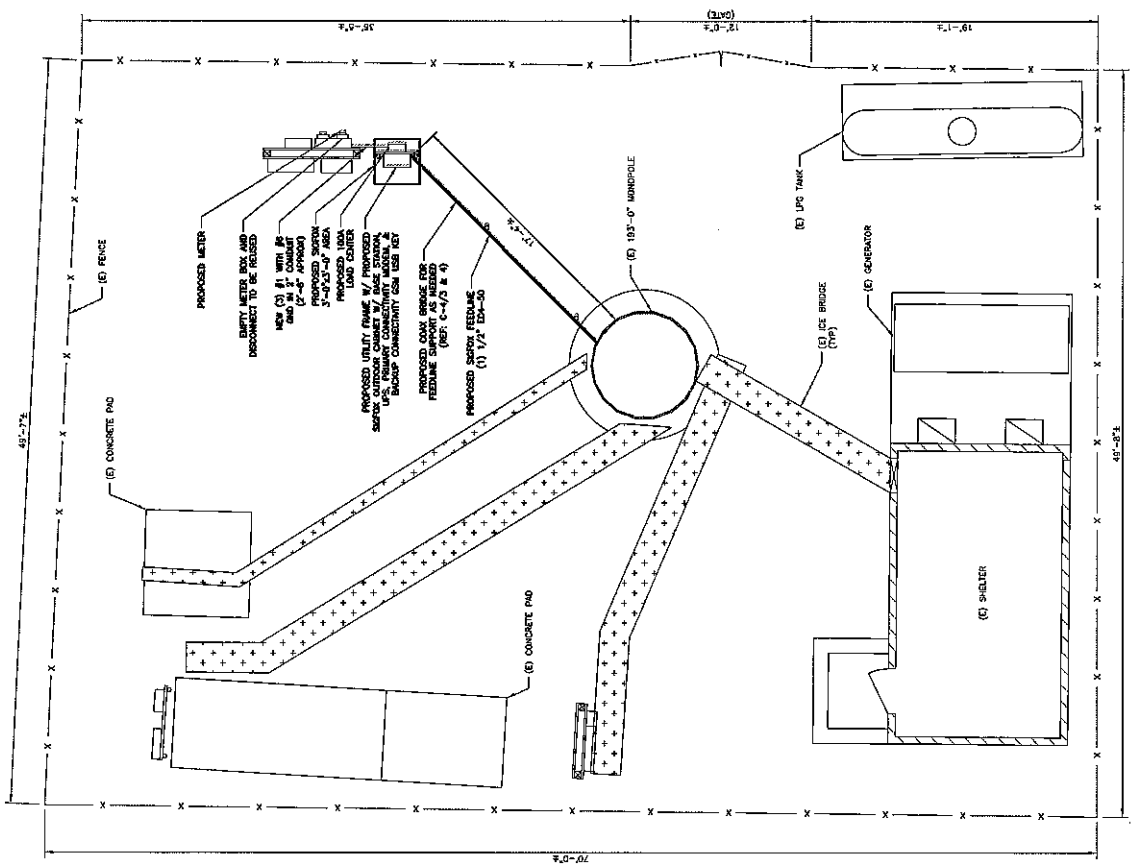 49'-7"±
(E) FENCE
36'-5"±
12'-0"±
(GATE)
19'-1"±
PROPOSED METER
EMPTY METER BOX AND
DISCONNECT TO BE REUSED
NEW (3) #1 WITH #6
GND IN 2" CONDUIT
(2'-6" APPROX)
PROPOSED SIGFOX
3'-0"x3'-0" AREA
PROPOSED 100A
LOAD CENTER
PROPOSED UTILITY FRAME W/ PROPOSED
SIGFOX OUTDOOR CABINET W/ BASE STATION,
UPS, PRIMARY CONNECTIVITY MODEM, &
BACKUP CONNECTIVITY GSM USB KEY
PROPOSED COAX BRIDGE FOR
FEEDLINE SUPPORT AS NEEDED
(REF: C-4/3 & 4)
PROPOSED SIGFOX FEEDLINE
(1) 1/2" LDF4-50
(E) 103'-0" MONOPOLE
(E) LPG TANK
(E) GENERATOR
(E) ICE BRIDGE
(TYP)
(E) CONCRETE PAD
(E) CONCRETE PAD
(E) SHELTER
49'-8"±
70'-0"±